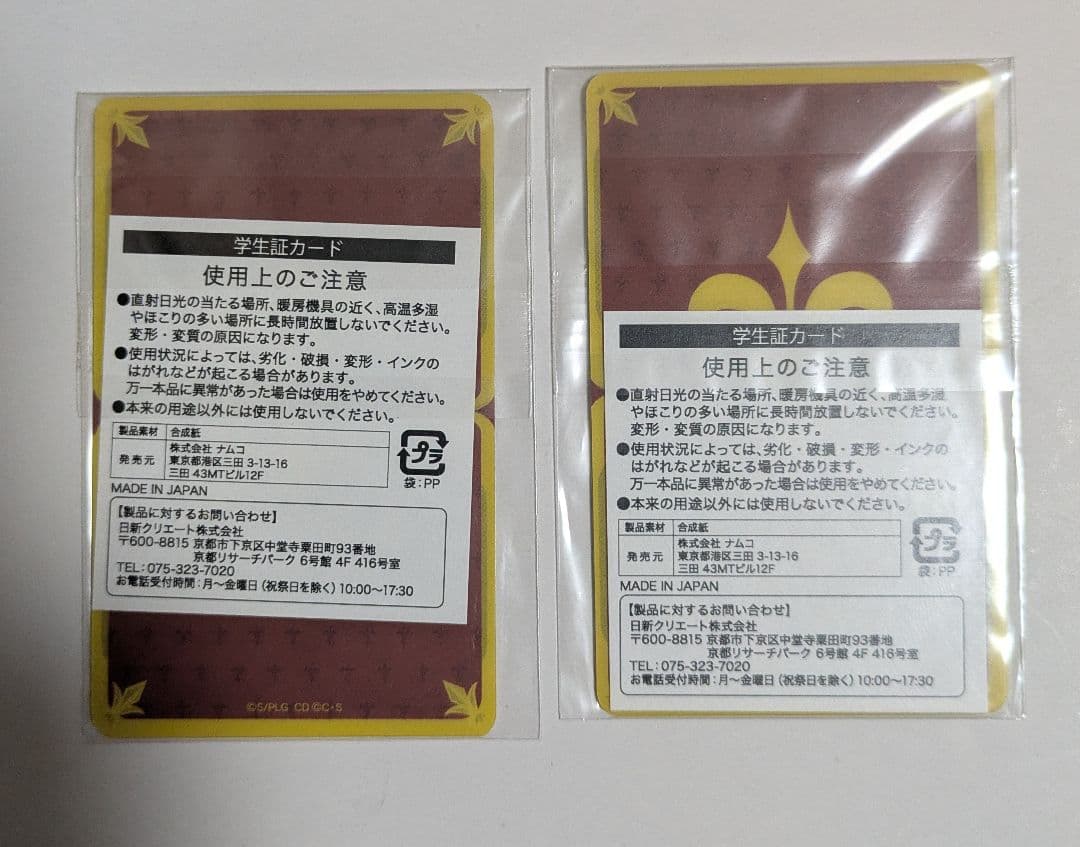 学生証カード
使用上のご注意
●直射日光の当たる場所、暖房機具の近く、高温多湿
やほこりの多い場所に長時間放置しないでください。
変形・変質の原因になります。
●使用状況によっては、劣化・破損・変形・インクの
はがれなどが起こる場合があります。
万一本品に異常があった場合は使用をやめてください。
●本来の用途以外には使用しないでください。
製品素材 合成紙
発売元 株式会社 ナムコ
東京都港区三田 3-13-16
三田 43MTビル12F
プラ
袋:PP
MADE IN JAPAN
【製品に対するお問い合わせ】
日新クリエート株式会社
〒600-8815 京都市下京区中堂寺粟田町93番地
京都リサーチパーク 6号館 4F 416号室
TEL:075-323-7020
お電話受付時間:月〜金曜日(祝祭日を除く)10:00〜17:30
©S/PLG CD ©C・S
学生証カード
使用上のご注意
●直射日光の当たる場所、暖房機具の近く、高温多湿
やほこりの多い場所に長時間放置しないでください。
変形・変質の原因になります。
●使用状況によっては、劣化・破損・変形・インクの
はがれなどが起こる場合があります。
万一本品に異常があった場合は使用をやめてください。
●本来の用途以外には使用しないでください。
製品素材 合成紙
発売元 株式会社 ナムコ
東京都港区三田 3-13-16
三田 43MTビル12F
プラ
袋:PP
MADE IN JAPAN
【製品に対するお問い合わせ】
日新クリエート株式会社
〒600-8815 京都市下京区中堂寺粟田町93番地
京都リサーチパーク 6号館 4F 416号室
TEL:075-323-7020
お電話受付時間:月〜金曜日(祝祭日を除く)10:00〜17:30